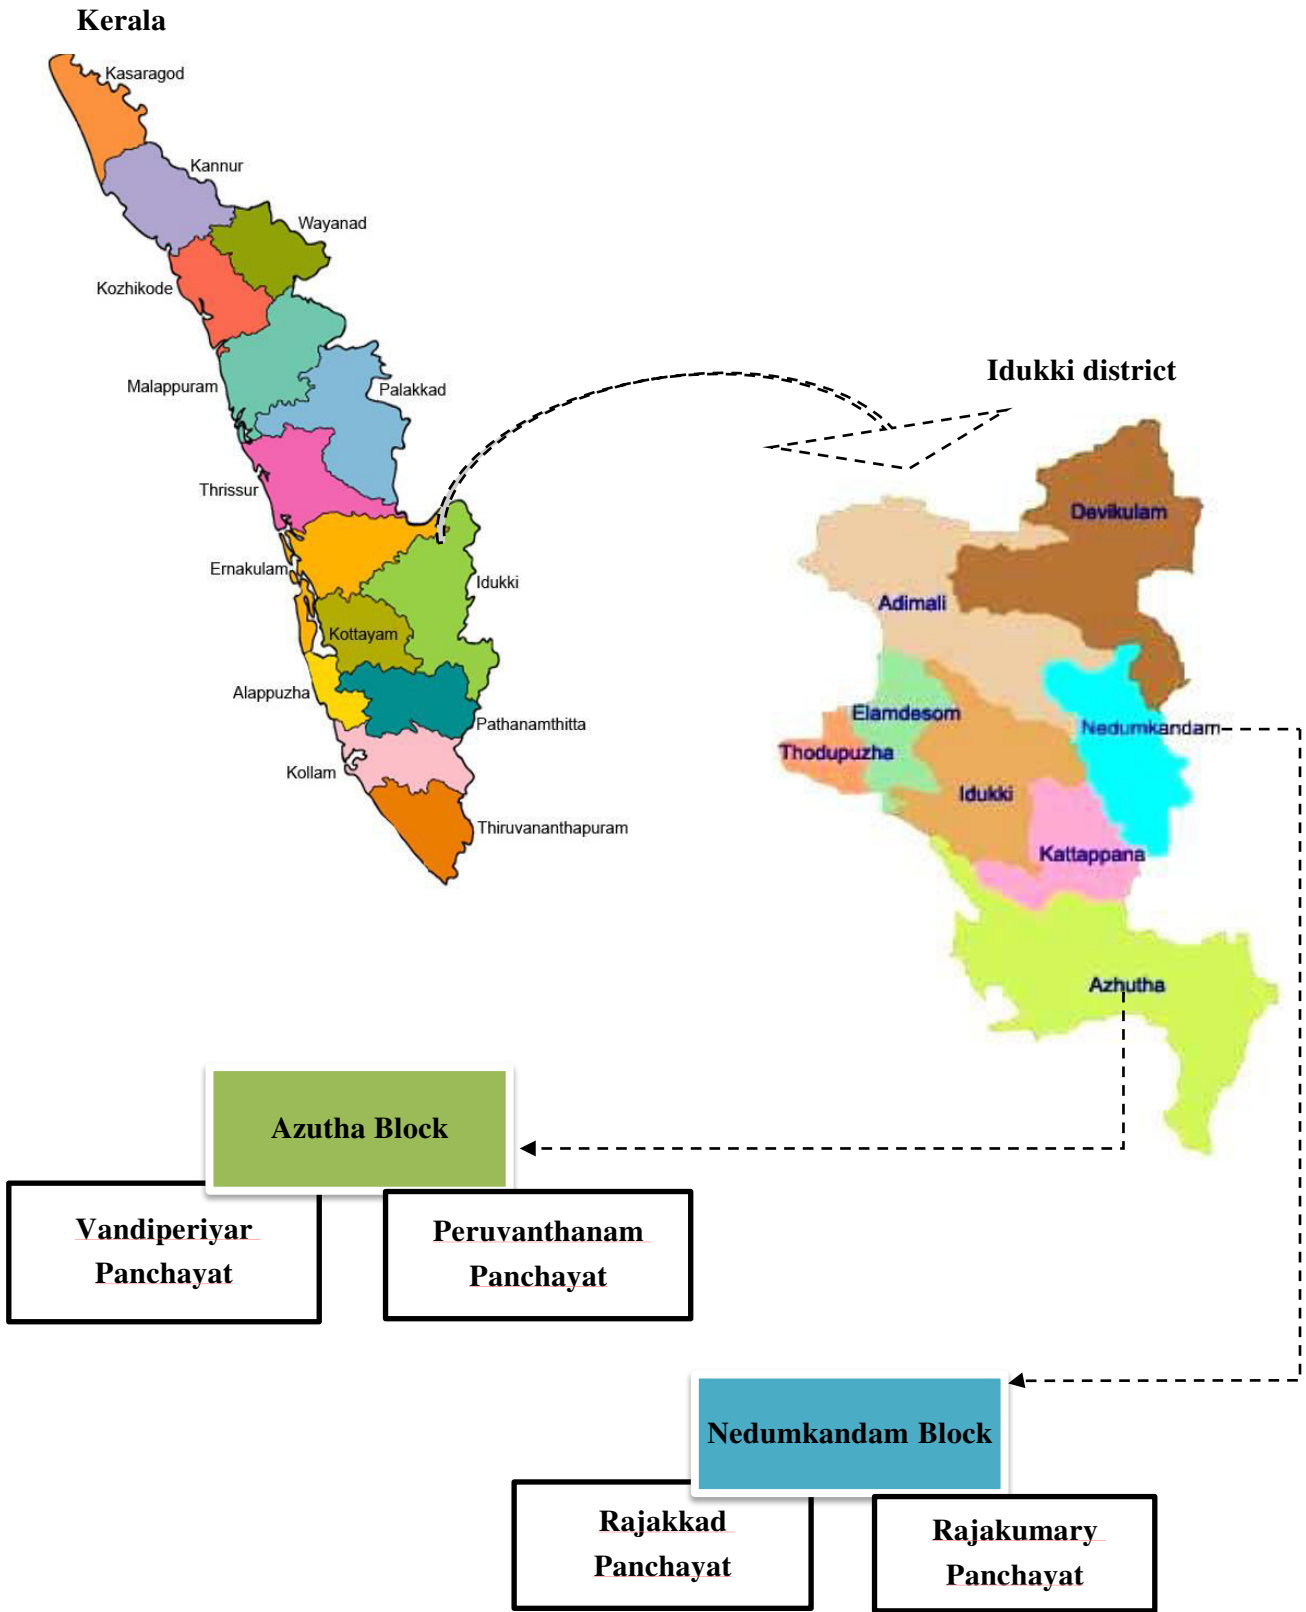 Kerala
Kasaragod
Kannur
Wayanad
Kozhikode
Malappuram
Palakkad
Thrissur
Ernakulam
Idukki
Kottayam
Alappuzha
Pathanamthitta
Kollam
Thiruvananthapuram
Idukki district
Devikulam
Adimali
Elamdesom
Nedumkandam
Thodupuzha
Idukki
Kattappana
Azhutha
Azutha Block
Vandiperiyar
Panchayat
Peruvanthanam
Panchayat
Nedumkandam Block
Rajakkad
Panchayat
Rajakumary
Panchayat